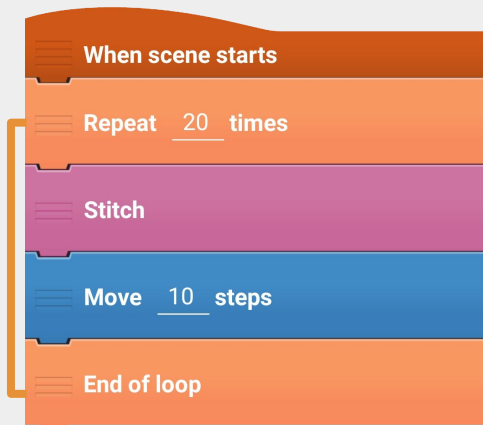 When scene starts
Repeat 20 times
Stitch
Move 10 steps
End of loop